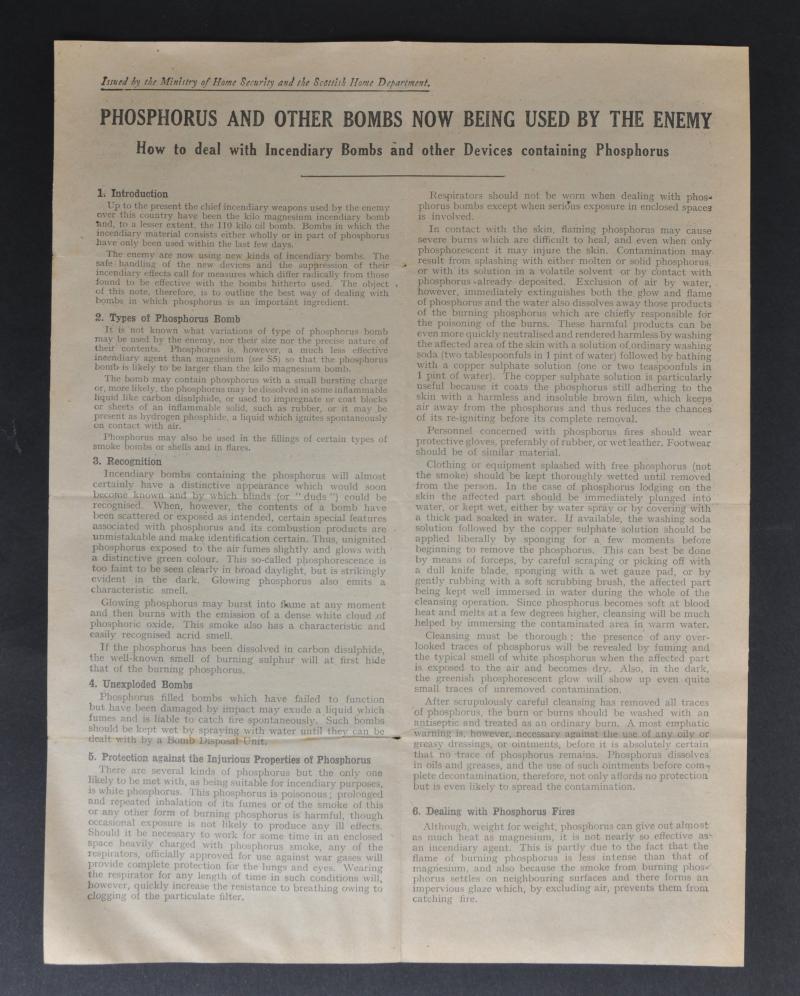 Issued by the Ministry of Home Security and the Scottish Home Department.
PHOSPHORUS AND OTHER BOMBS NOW BEING USED BY THE ENEMY
How to deal with Incendiary Bombs and other Devices containing Phosphorus
1. Introduction
Up to the present the chief incendiary weapons used by the enemy
over this country have been the kilo magnesium incendiary bomb
and, to a lesser extent, the 110 kilo oil bomb. Bombs in which the
incendiary material consists either wholly or in part of phosphorus
have only been used within the last few days.
The enemy are now using new kinds of incendiary bombs. The
safe handling of the new devices and the suppression of their
incendiary effects call for measures which differ radically from those
found to be effective with the bombs hitherto used. The object
of this note, therefore, is to outline the best way of dealing with
bombs in which phosphorus is an important ingredient.
2. Types of Phosphorus Bomb
It is not known what variations of type of phosphorus bomb
may be used by the enemy, nor their size nor the precise nature of
their contents. Phosphorus is, however, a much less effective
incendiary agent than magnesium (see S5) so that the phosphorus
bomb is likely to be larger than the kilo magnesium bomb.
The bomb may contain phosphorus with a small bursting charge
or, more likely, the phosphorus may be dissolved in some inflammable
liquid like carbon disulphide, or used to impregnate or coat blocks
or sheets of an inflammable solid, such as rubber, or it may be
present as hydrogen phosphide, a liquid which ignites spontaneously
on contact with air.
Phosphorus may also be used in the fillings of certain types of
smoke bombs or shells and in flares.
3. Recognition
Incendiary bombs containing the phosphorus will almost
certainly have a distinctive appearance which would soon
become known and by which blinds (or " duds ") could be
recognised. When, however, the contents of a bomb have
been scattered or exposed as intended, certain special features
associated with phosphorus and its combustion products are
unmistakable and make identification certain. Thus, unignited
phosphorus exposed to the air fumes slightly and glows with
a distinctive green colour. This so-called phosphorescence is
too faint to be seen clearly in broad daylight, but is strikingly
evident in the dark. Glowing phosphorus also emits a
characteristic smell.
Glowing phosphorus may burst into flame at any moment
and then burns with the emission of a dense white cloud of
phosphoric oxide. This smoke also has a characteristic and
easily recognised acrid smell.
If the phosphorus has been dissolved in carbon disulphide,
the well-known smell of burning sulphur will at first hide
that of the burning phosphorus.
4. Unexploded Bombs
Phosphorus filled bombs which have failed to function
but have been damaged by impact may exude a liquid which
fumes and is liable to catch fire spontaneously. Such bombs
should be kept wet by spraying with water until they can be
dealt with by a Bomb Disposal Unit.
5. Protection against the Injurious Properties of Phosphorus
There are several kinds of phosphorus but the only one
likely to be met with, as being suitable for incendiary purposes,
is white phosphorus. This phosphorus is poisonous; prolonged
and repeated inhalation of its fumes or of the smoke of this
or any other form of burning phosphorus is harmful, though
occasional exposure is not likely to produce any ill effects.
Should it be necessary to work for some time in an enclosed
space heavily charged with phosphorus smoke, any of the
respirators, officially approved for use against war gases will
provide complete protection for the lungs and eyes. Wearing
the respirator for any length of time in such conditions will,
however, quickly increase the resistance to breathing owing to
clogging of the particulate filter.
Respirators should not be worn when dealing with phos-
phorus bombs except when serious exposure in enclosed spaces
is involved.
In contact with the skin, flaming phosphorus may cause
severe burns which are difficult to heal, and even when only
phosphorescent it may injure the skin. Contamination may
result from splashing with either molten or solid phosphorus,
or with its solution in a volatile solvent or by contact with
phosphorus already deposited. Exclusion of air by water,
however, immediately extinguishes both the glow and flame
of phosphorus and the water also dissolves away those products
of the burning phosphorus which are chiefly responsible for
the poisoning of the burns. These harmful products can be
even more quickly neutralised and rendered harmless by washing
the affected area of the skin with a solution of ordinary washing
soda (two tablespoonfuls in 1 pint of water) followed by bathing
with a copper sulphate solution (one or two teaspoonfuls in
1 pint of water). The copper sulphate solution is particularly
useful because it coats the phosphorus still adhering to the
skin with a harmless and insoluble brown film, which keeps
air away from the phosphorus and thus reduces the chances
of its re-igniting before its complete removal.
Personnel concerned with phosphorus fires should wear
protective gloves, preferably of rubber, or wet leather. Footwear
should be of similar material.
Clothing or equipment splashed with free phosphorus (not
the smoke) should be kept thoroughly wetted until removed
from the person. In the case of phosphorus lodging on the
skin the affected part should be immediately plunged into
water, or kept wet, either by water spray or by covering with
a thick pad soaked in water. If available, the washing soda
solution followed by the copper sulphate solution should be
applied liberally by sponging for a few moments before
beginning to remove the phosphorus. This can best be done
by means of forceps, by careful scraping or picking off with
a dull knife blade, sponging with a wet gauze pad, or by
gently rubbing with a soft scrubbing brush, the affected part
being kept well immersed in water during the whole of the
cleansing operation. Since phosphorus becomes soft at blood
heat and melts at a few degrees higher, cleansing will be much
helped by immersing the contaminated area in warm water.
Cleansing must be thorough; the presence of any over-
looked traces of phosphorus will be revealed by fuming and
the typical smell of white phosphorus when the affected part
is exposed to the air and becomes dry. Also, in the dark,
the greenish phosphorescent glow will show up even quite
small traces of unremoved contamination.
After scrupulously careful cleansing has removed all traces
of phosphorus, the burn or burns should be washed with an
antiseptic and treated as an ordinary burn. A most emphatic
warning is, however, necessary against the use of any oily or
greasy dressings, or ointments, before it is absolutely certain
that no trace of phosphorus remains. Phosphorus dissolves
in oils and greases, and the use of such ointments before com-
plete decontamination, therefore, not only affords no protection
but is even likely to spread the contamination.
6. Dealing with Phosphorus Fires
Although, weight for weight, phosphorus can give out almost
as much heat as magnesium, it is not nearly so effective as
an incendiary agent. This is partly due to the fact that the
flame of burning phosphorus is less intense than that of
magnesium, and also because the smoke from burning phos-
phorus settles on neighbouring surfaces and there forms an
impervious glaze which, by excluding air, prevents them from
catching fire.